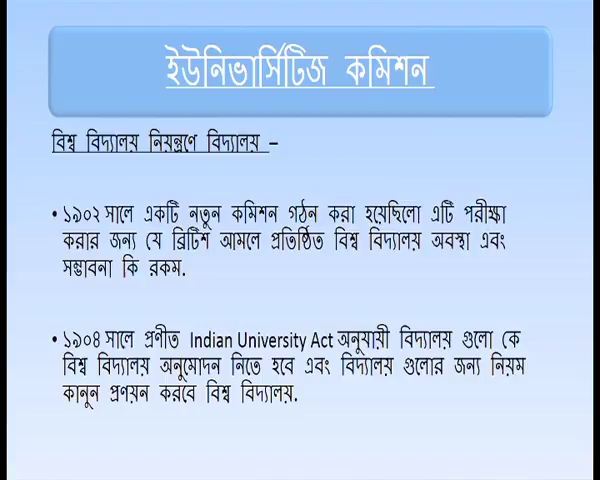 ইউনিভার্সিটিজ কমিশন
বিশ্ব বিদ্যালয় নিয়ন্ত্রণে বিদ্যালয় –
• ১৯০২ সালে একটি নতুন কমিশন গঠন করা হয়েছিলো এটি পরীক্ষা
করার জন্য যে ব্রিটিশ আমলে প্রতিষ্ঠিত বিশ্ব বিদ্যালয় অবস্থা এবং
সম্ভাবনা কি রকম.
• ১৯০৪ সালে প্রণীত Indian University Act অনুযায়ী বিদ্যালয় গুলো কে
বিশ্ব বিদ্যালয় অনুমোদন নিতে হবে এবং বিদ্যালয় গুলোর জন্য নিয়ম
কানুন প্রণয়ন করবে বিশ্ব বিদ্যালয়.